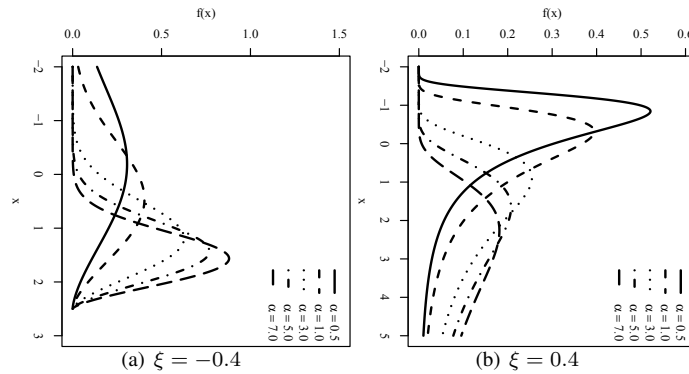 f(x)
0.0 0.5 1.0 1.5
−2 −1 0 1 2 3
x
α = 0.5
α = 1.0
α = 3.0
α = 5.0
α = 7.0
(a) ξ = −0.4
f(x)
0.0 0.1 0.2 0.3 0.4 0.5 0.6
−2 −1 0 1 2 3 4 5
x
α = 0.5
α = 1.0
α = 3.0
α = 5.0
α = 7.0
(b) ξ = 0.4